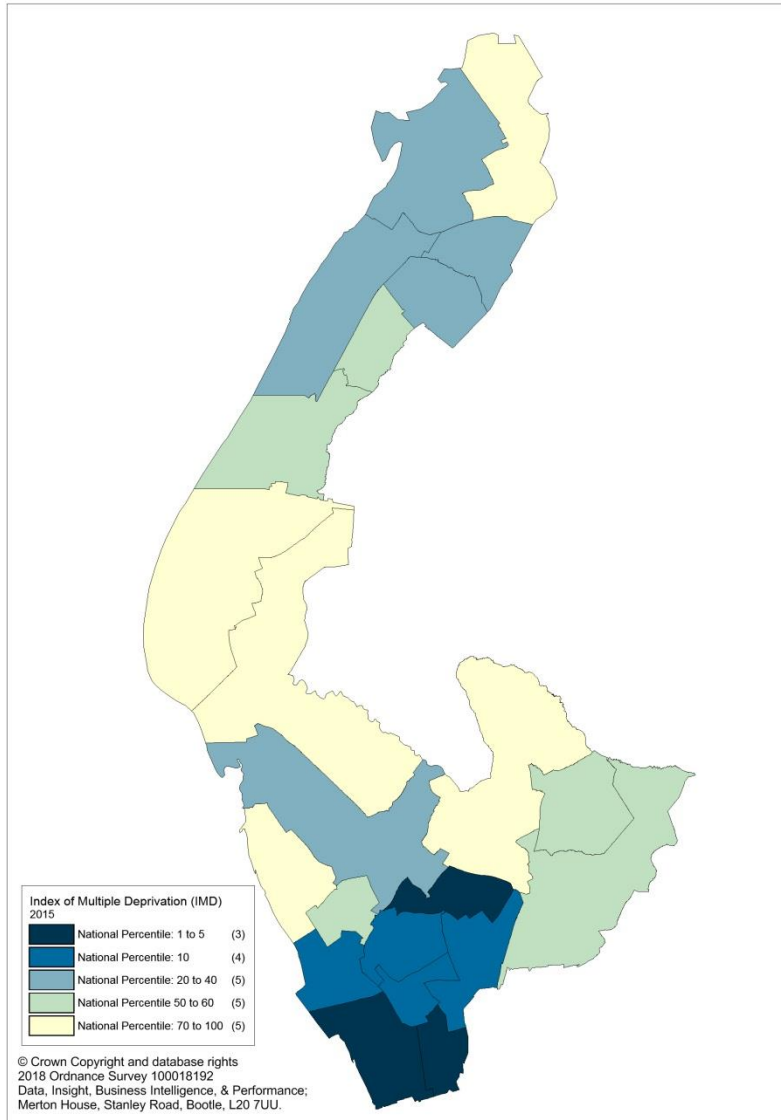 Index of Multiple Deprivation (IMD)
2015
National Percentile: 1 to 5 (3)
National Percentile: 10 (4)
National Percentile: 20 to 40 (5)
National Percentile 50 to 60 (5)
National Percentile: 70 to 100 (5)
© Crown Copyright and database rights
2018 Ordnance Survey 100018192
Data, Insight, Business Intelligence, & Performance;
Merton House, Stanley Road, Bootle, L20 7UU.